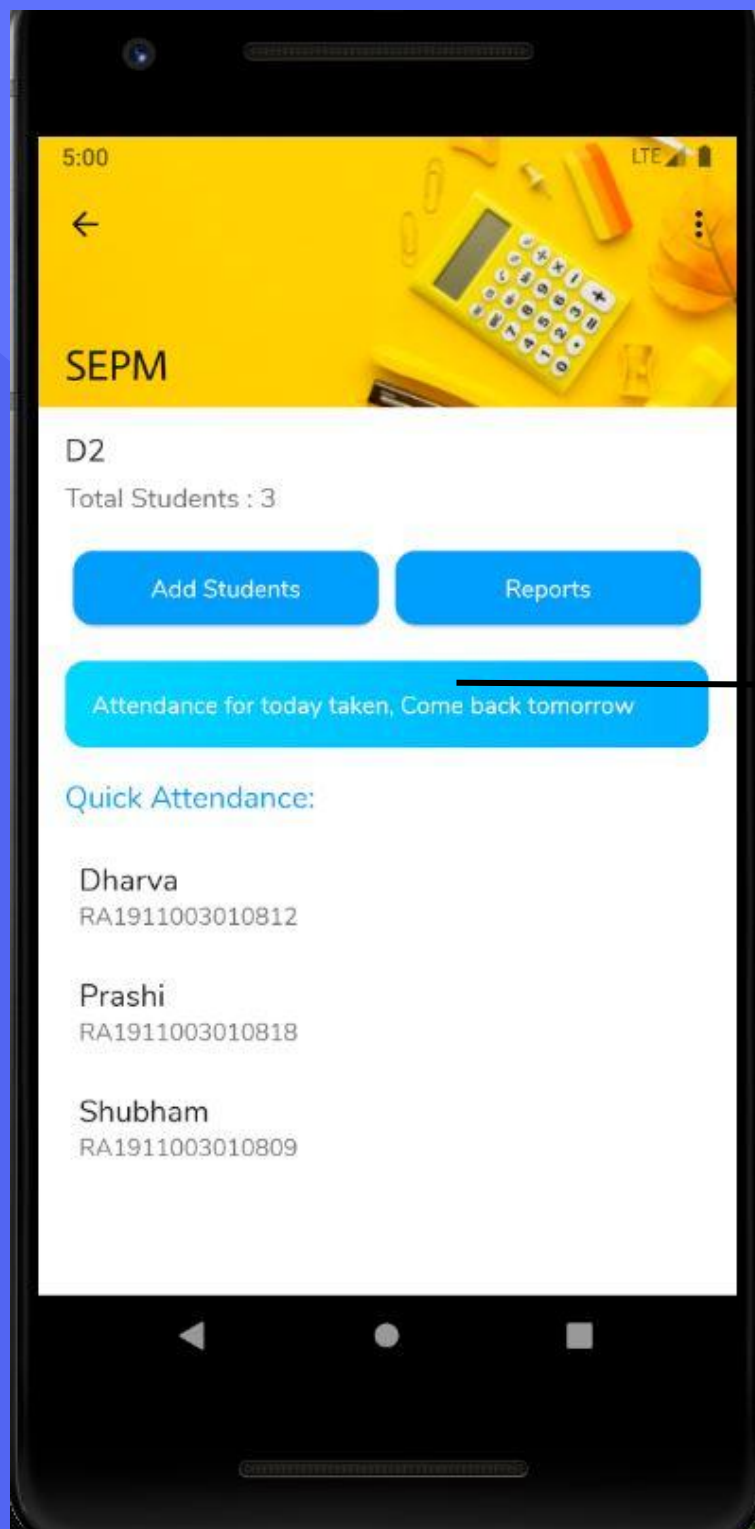 5:00
LTE
SEPM
D2
Total Students : 3
Add Students
Reports
Attendance for today taken, Come back tomorrow
Quick Attendance:
Dharva
RA1911003010812
Prashi
RA1911003010818
Shubham
RA1911003010809